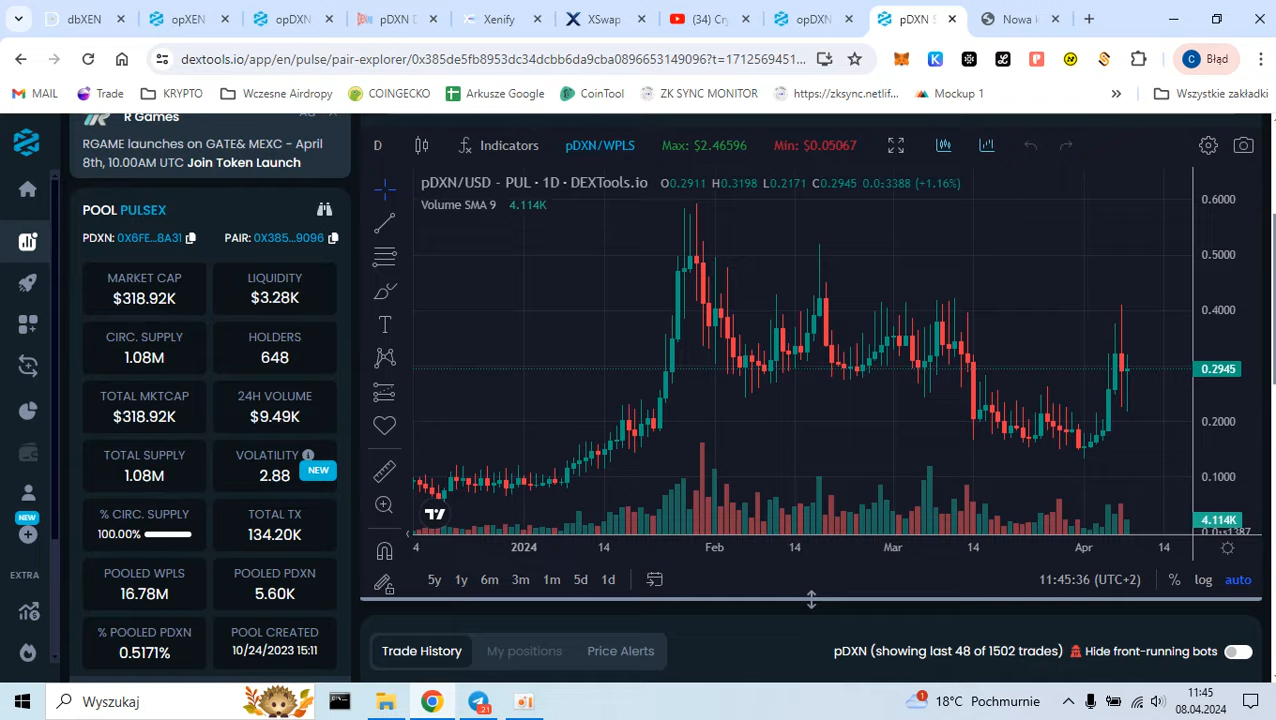 dbXEN
opXEN
opDXN
pDXN D
Xenify
XSwap
(34) Cry
opDXN
pDXN S
Nowa k
dextools.io/app/en/pulse/pair-explorer/0x385de5fb8953dc34dcbb6da9cba0896653149096?t=1712569451...
Błąd
MAIL
Trade
KRYPTO
Wczesne Airdropy
COINGECKO
Arkusze Google
CoinTool
ZK SYNC MONITOR
https://zksync.netlif...
Mockup 1
Wszystkie zakładki
R Games
Ad
RGAME launches on GATE& MEXC - April
8th, 10.00AM UTC Join Token Launch
POOL PULSEX
PDXN: 0X6FE...8A31 PAIR: 0X385...9096
MARKET CAP
$318.92K
LIQUIDITY
$3.28K
CIRC. SUPPLY
1.08M
HOLDERS
648
TOTAL MKTCAP
$318.92K
24H VOLUME
$9.49K
TOTAL SUPPLY
1.08M
VOLATILITY
2.88
NEW
% CIRC. SUPPLY
100.00%
TOTAL TX
134.20K
POOLED WPLS
16.78M
POOLED PDXN
5.60K
% POOLED PDXN
0.5171%
POOL CREATED
10/24/2023 15:11
NEW
EXTRA
D
Indicators
pDXN/WPLS
Max: $2.46596
Min: $0.05067
pDXN/USD - PUL · 1D · DEXTools.io O0.2911 H0.3198 L0.2171 C0.2945 0.0₂3388 (+1.16%)
Volume SMA 9 4.114K
0.6000
0.5000
0.4000
0.2945
0.2000
0.1000
4.114K
4
2024
14
Feb
14
Mar
14
Apr
14
5y
1y
6m
3m
1m
5d
1d
11:45:36 (UTC+2)
%
log
auto
Trade History
My positions
Price Alerts
pDXN (showing last 48 of 1502 trades)
Hide front-running bots
Wyszukaj
21
1
18°C Pochmurnie
11:45
08.04.2024